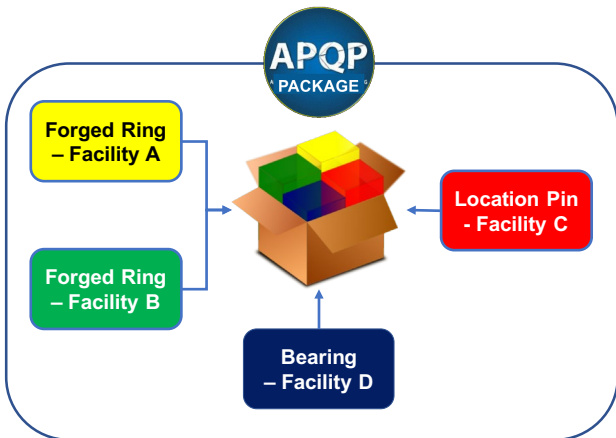 APQP
PACKAGE
Forged Ring
– Facility A
Location Pin
- Facility C
Forged Ring
– Facility B
Bearing
– Facility D